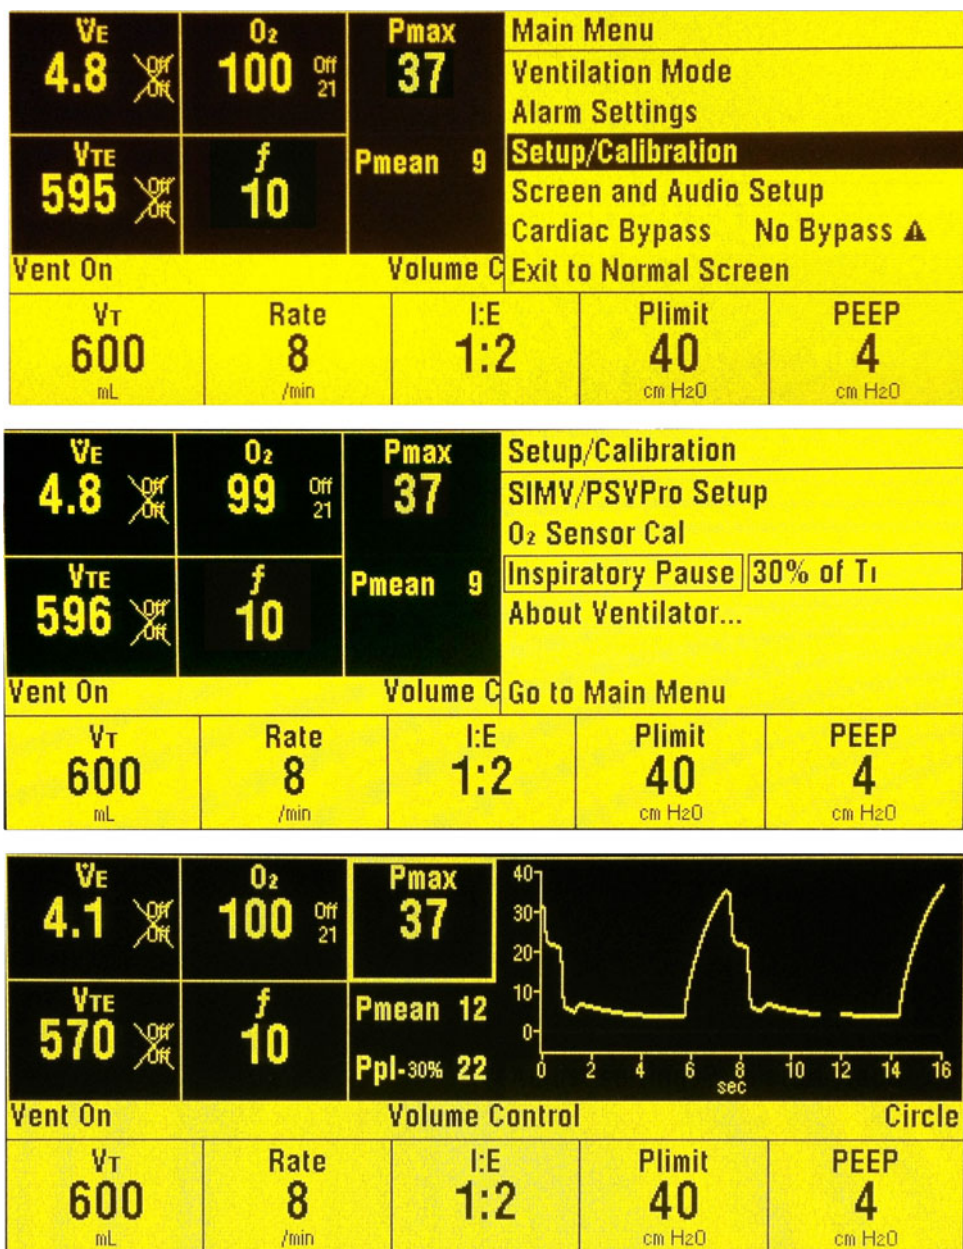 V̇E O2 Pmax Main Menu
4.8 Off Off 100 Off 21 37 Ventilation Mode
Alarm Settings
VTE f Pmean 9 Setup/Calibration
595 Off Off 10 Screen and Audio Setup
Cardiac Bypass No Bypass
Vent On Volume C Exit to Normal Screen
VT Rate I:E Plimit PEEP
600 8 1:2 40 4
mL /min cm H2O cm H2O
V̇E O2 Pmax Setup/Calibration
4.8 Off Off 99 Off 21 37 SIMV/PSVPro Setup
O2 Sensor Cal
VTE f Pmean 9 Inspiratory Pause 30% of TI
596 Off Off 10 About Ventilator...
Vent On Volume C Go to Main Menu
VT Rate I:E Plimit PEEP
600 8 1:2 40 4
mL /min cm H2O cm H2O
V̇E O2 Pmax 40
4.1 Off Off 100 Off 21 37 30
20
VTE f Pmean 12 10
570 Off Off 10 0
Ppl-30% 22 0 2 4 6 8 10 12 14 16
sec
Vent On Volume Control Circle
VT Rate I:E Plimit PEEP
600 8 1:2 40 4
mL /min cm H2O cm H2O